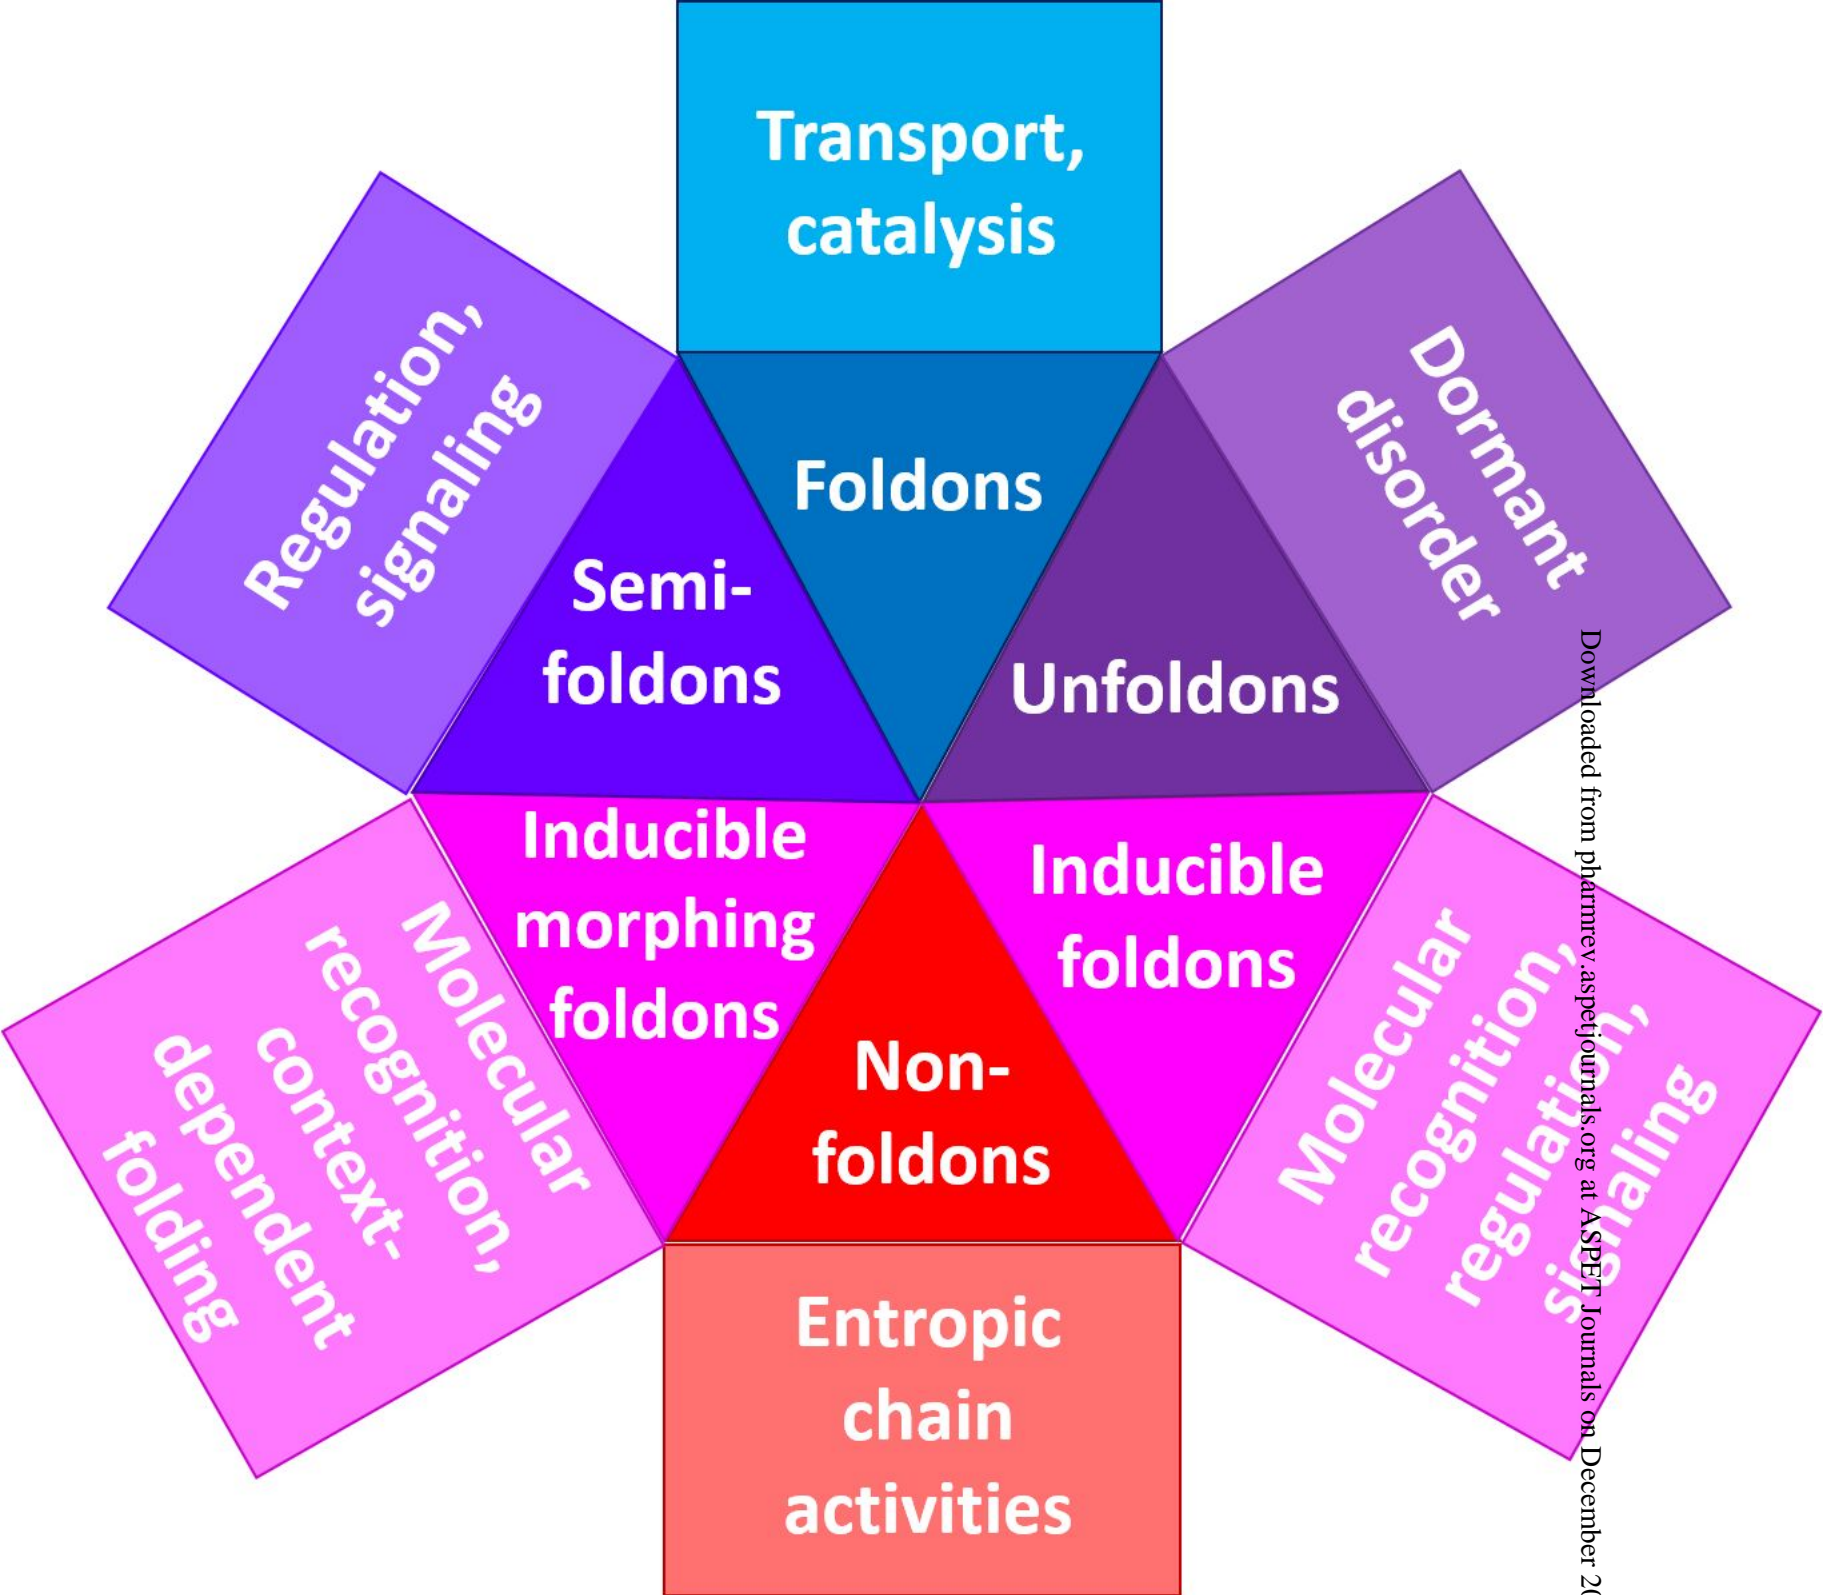 Transport,
catalysis
Regulation,
signaling
Dormant
disorder
Foldons
Semi-
foldons
Unfoldons
Inducible
morphing
foldons
Inducible
foldons
Non-
foldons
Molecular
recognition,
context-
dependent
folding
Molecular
recognition,
regulation,
signaling
Entropic
chain
activities
Downloaded from pharmrev.aspetjournals.org at ASPET Journals on December